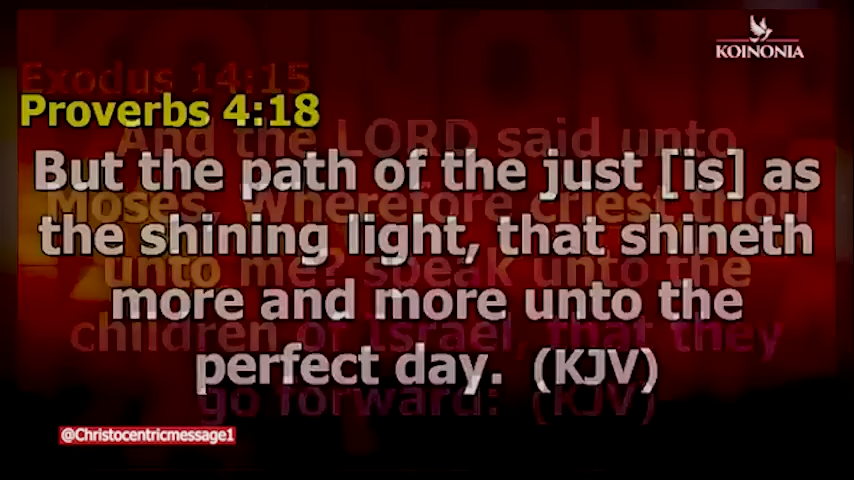 KOINONIA
Exodus 14:15
Proverbs 4:18
And the LORD said unto
But the path of the just [is] as
Moses, Wherefore criest thou
the shining light, that shineth
unto me? speak unto the
more and more unto the
children of Israel, that they
perfect day. (KJV)
go forward: (KJV)
@Christocentricmessage1